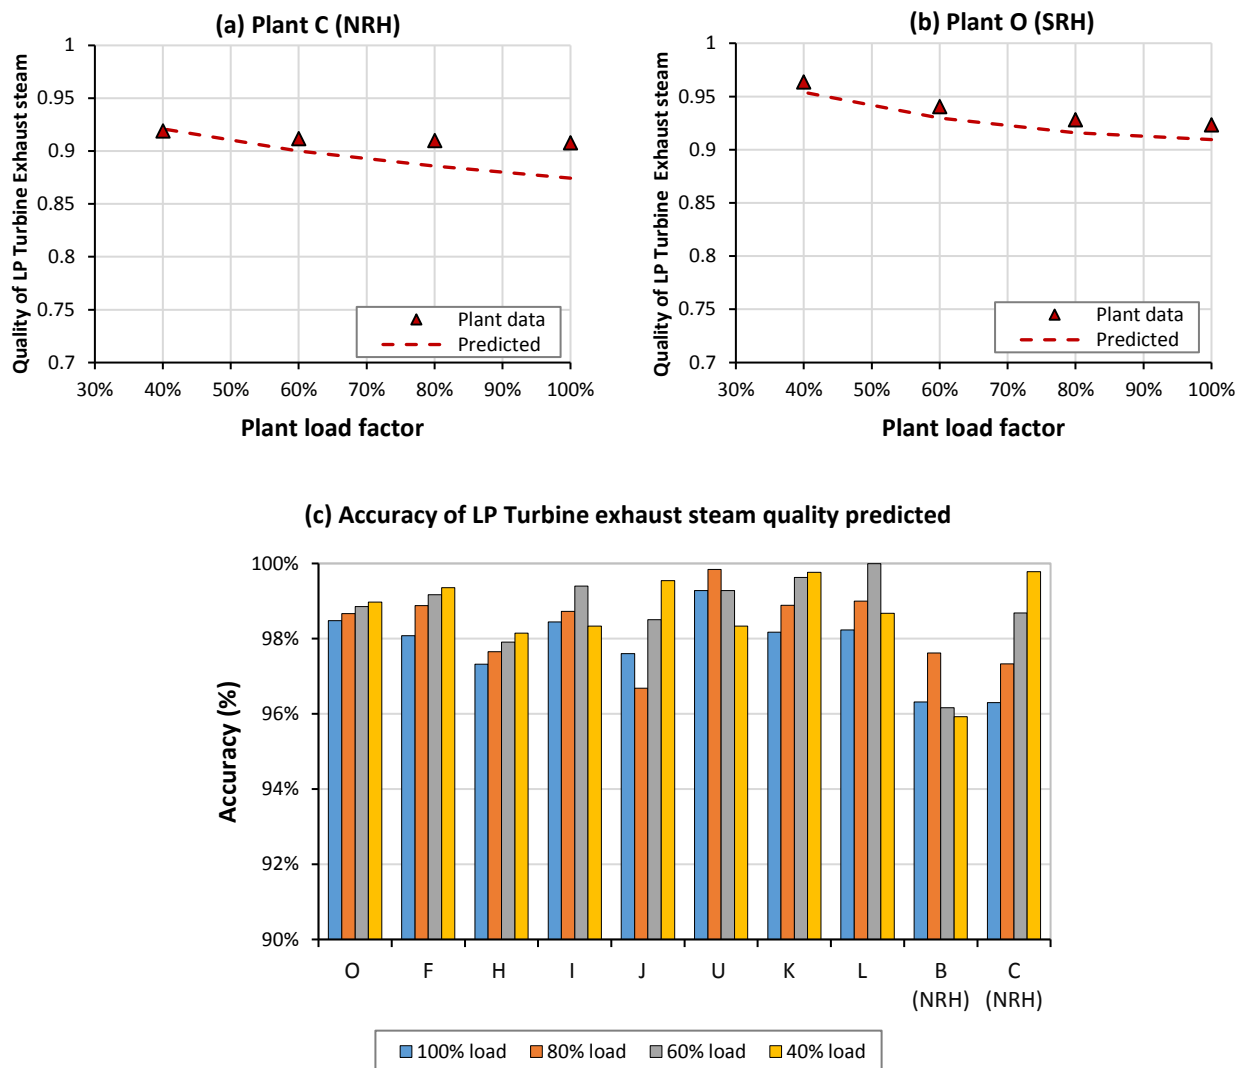 (a) Plant C (NRH)
Quality of LP Turbine Exhaust steam
1
0.95
0.9
0.85
0.8
0.75
0.7
Plant data
Predicted
30% 40% 50% 60% 70% 80% 90% 100%
Plant load factor
(b) Plant O (SRH)
Quality of LP Turbine Exhaust steam
1
0.95
0.9
0.85
0.8
0.75
0.7
Plant data
Predicted
30% 40% 50% 60% 70% 80% 90% 100%
Plant load factor
(c) Accuracy of LP Turbine exhaust steam quality predicted
Accuracy (%)
100%
98%
96%
94%
92%
90%
O F H I J U K L B C
(NRH) (NRH)
100% load 80% load 60% load 40% load